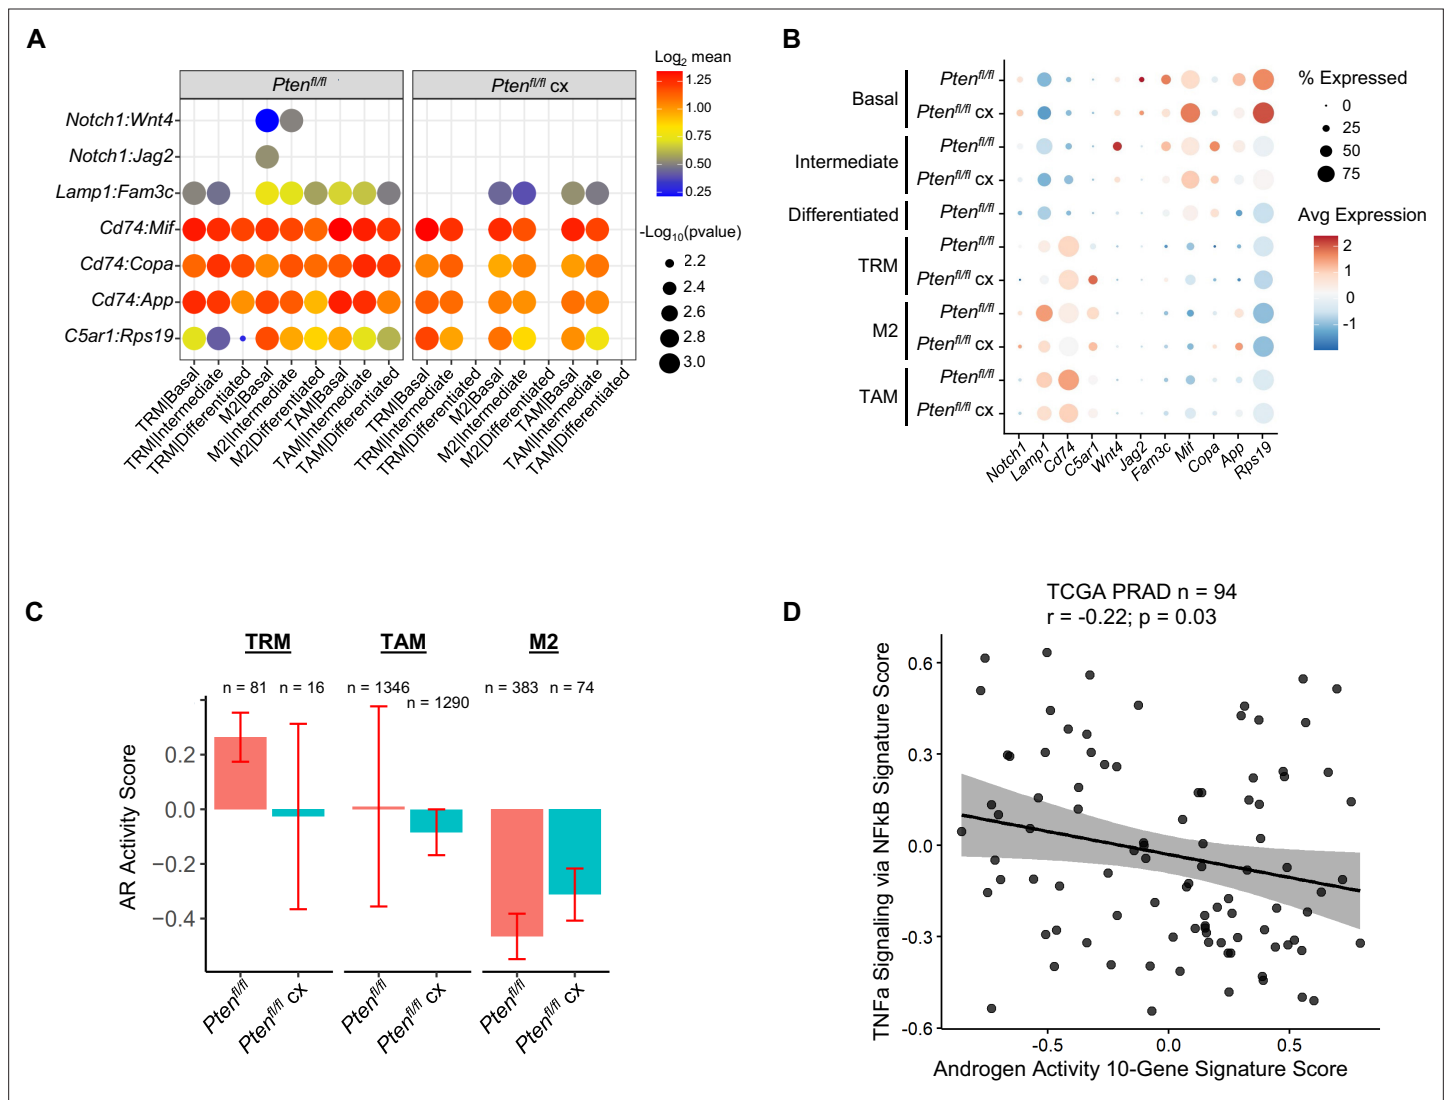 A
Pten^fl/fl
Pten^fl/fl cx
Notch1:Wnt4
Notch1:Jag2
Lamp1:Fam3c
Cd74:Mif
Cd74:Copa
Cd74:App
C5ar1:Rps19
TRM|Basal
TRM|Intermediate
TRM|Differentiated
M2|Basal
M2|Intermediate
M2|Differentiated
TAM|Basal
TAM|Intermediate
TAM|Differentiated
TRM|Basal
TRM|Intermediate
TRM|Differentiated
M2|Basal
M2|Intermediate
M2|Differentiated
TAM|Basal
TAM|Intermediate
TAM|Differentiated
Log₂ mean
1.25
1.00
0.75
0.50
0.25
-Log₁₀(pvalue)
2.2
2.4
2.6
2.8
3.0
B
Basal
Pten^fl/fl
Pten^fl/fl cx
Intermediate
Pten^fl/fl
Pten^fl/fl cx
Differentiated
Pten^fl/fl
TRM
Pten^fl/fl
Pten^fl/fl cx
M2
Pten^fl/fl
Pten^fl/fl cx
TAM
Pten^fl/fl
Pten^fl/fl cx
Notch1
Lamp1
Cd74
C5ar1
Wnt4
Jag2
Fam3c
Mif
Copa
App
Rps19
% Expressed
0
25
50
75
Avg Expression
2
1
0
-1
C
TRM
TAM
M2
n = 81
n = 16
n = 1346
n = 1290
n = 383
n = 74
AR Activity Score
0.2
0.0
−0.2
−0.4
Pten^fl/fl
Pten^fl/fl cx
Pten^fl/fl
Pten^fl/fl cx
Pten^fl/fl
Pten^fl/fl cx
D
TCGA PRAD n = 94
r = -0.22; p = 0.03
TNFa Signaling via NFkB Signature Score
0.6
0.3
0.0
-0.3
-0.6
-0.5
0.0
0.5
Androgen Activity 10-Gene Signature Score